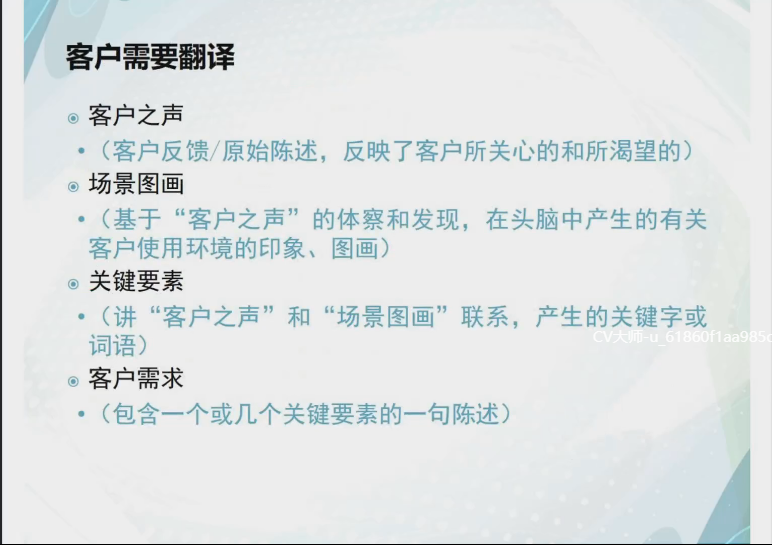 客户需要翻译
客户之声
•（客户反馈/原始陈述，反映了客户所关心的和所渴望的）
场景图画
•（基于“客户之声”的体察和发现，在头脑中产生的有关
客户使用环境的印象、图画）
关键要素
•（讲“客户之声”和“场景图画”联系，产生的关键字或
词语）
CV大师-u_61860f1aa985c
客户需求
•（包含一个或几个关键要素的一句陈述）